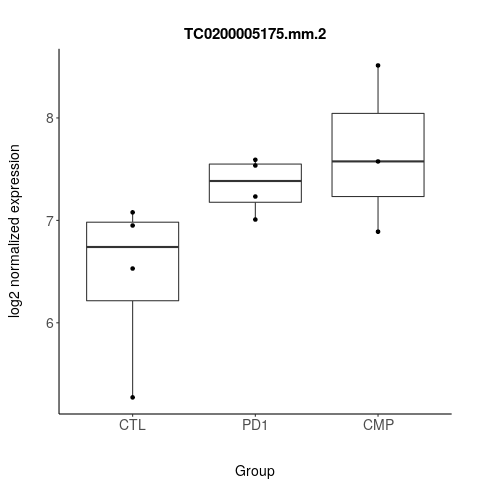 TC0200005175.mm.2
log2 normalized expression
8
7
6
CTL PD1 CMP
Group